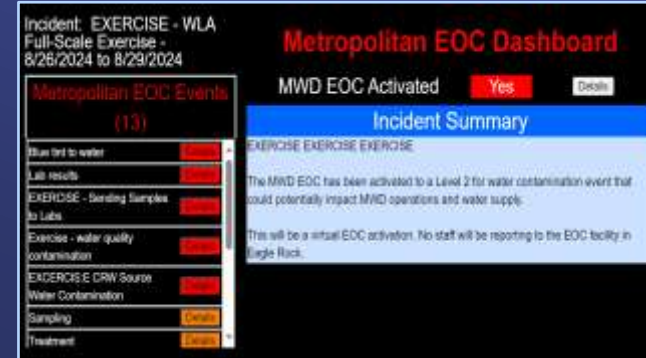 Incident: EXERCISE - WLA
Full-Scale Exercise -
8/26/2024 to 8/29/2024
Metropolitan EOC Events
(13)
Blue tint to water
Details
Lab results
Details
EXERCISE - Sending Samples
to Labs
Details
Exercise - water quality
contamination
Details
EXCERCIS:E CRW Source
Water Contamination
Details
Sampling
Details
Treatment
Details
Metropolitan EOC Dashboard
MWD EOC Activated
Yes
Details
Incident Summary
EXERCISE EXERCISE EXERCISE
The MWD EOC has been activated to a Level 2 for water contamination event that
could potentially impact MWD operations and water supply.
This will be a virtual EOC activation. No staff will be reporting to the EOC facility in
Eagle Rock.